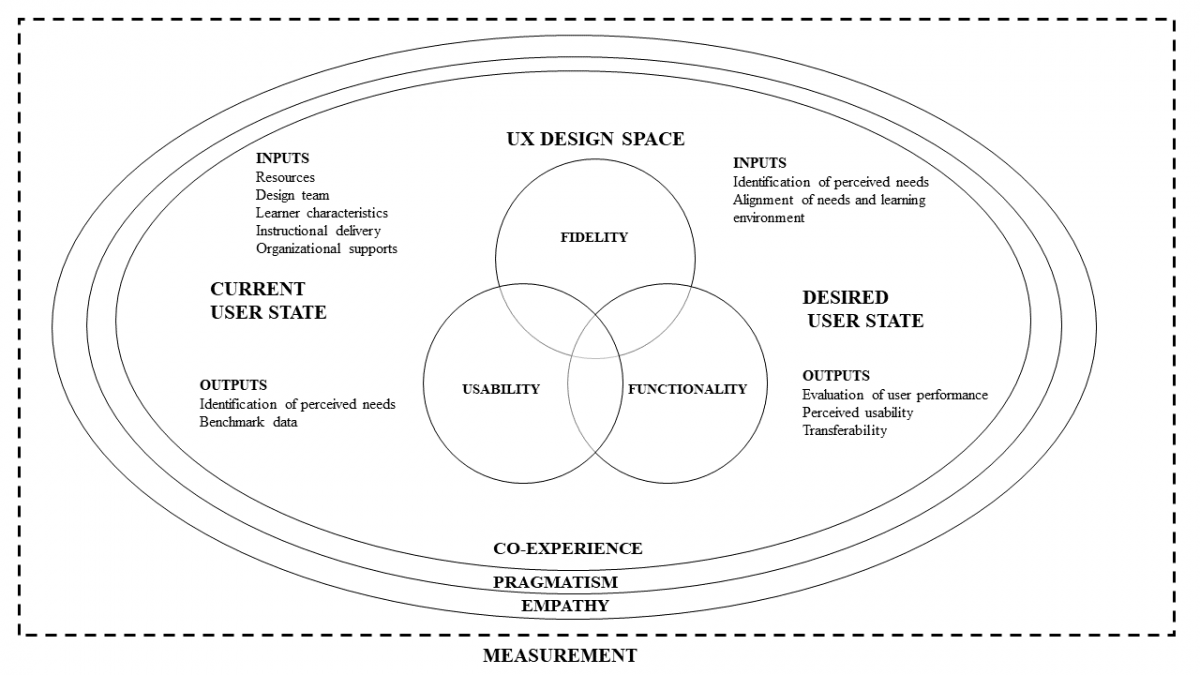 UX DESIGN SPACE
INPUTS
Resources
Design team
Learner characteristics
Instructional delivery
Organizational supports
CURRENT
USER STATE
OUTPUTS
Identification of perceived needs
Benchmark data
FIDELITY
USABILITY
FUNCTIONALITY
INPUTS
Identification of perceived needs
Alignment of needs and learning
environment
DESIRED
USER STATE
OUTPUTS
Evaluation of user performance
Perceived usability
Transferability
CO-EXPERIENCE
PRAGMATISM
EMPATHY
MEASUREMENT